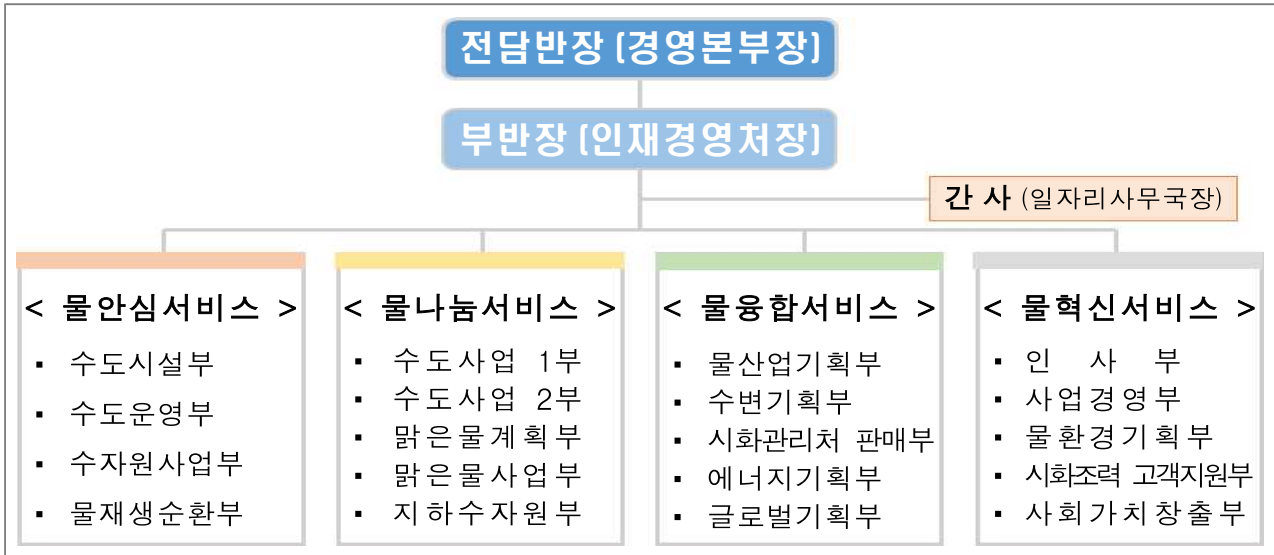 전담반장 (경영본부장)
부반장 (인재경영처장)
간 사 (일자리사무국장)
< 물안심서비스 >
▪ 수도시설부
▪ 수도운영부
▪ 수자원사업부
▪ 물재생순환부
< 물나눔서비스 >
▪ 수도사업 1부
▪ 수도사업 2부
▪ 맑은물계획부
▪ 맑은물사업부
▪ 지하수자원부
< 물융합서비스 >
▪ 물산업기획부
▪ 수변기획부
▪ 시화관리처 판매부
▪ 에너지기획부
▪ 글로벌기획부
< 물혁신서비스 >
▪ 인 사 부
▪ 사업경영부
▪ 물환경기획부
▪ 시화조력 고객지원부
▪ 사회가치창출부